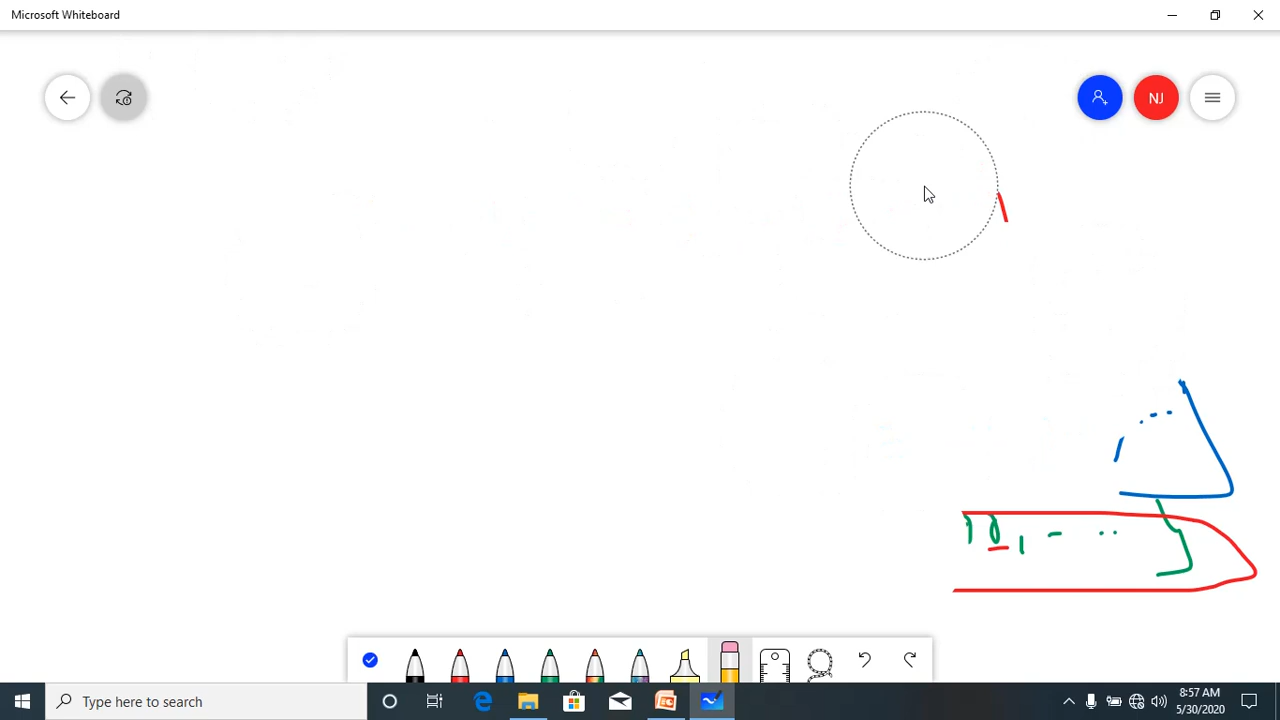 Microsoft Whiteboard
NJ
Type here to search
8:57 AM
5/30/2020